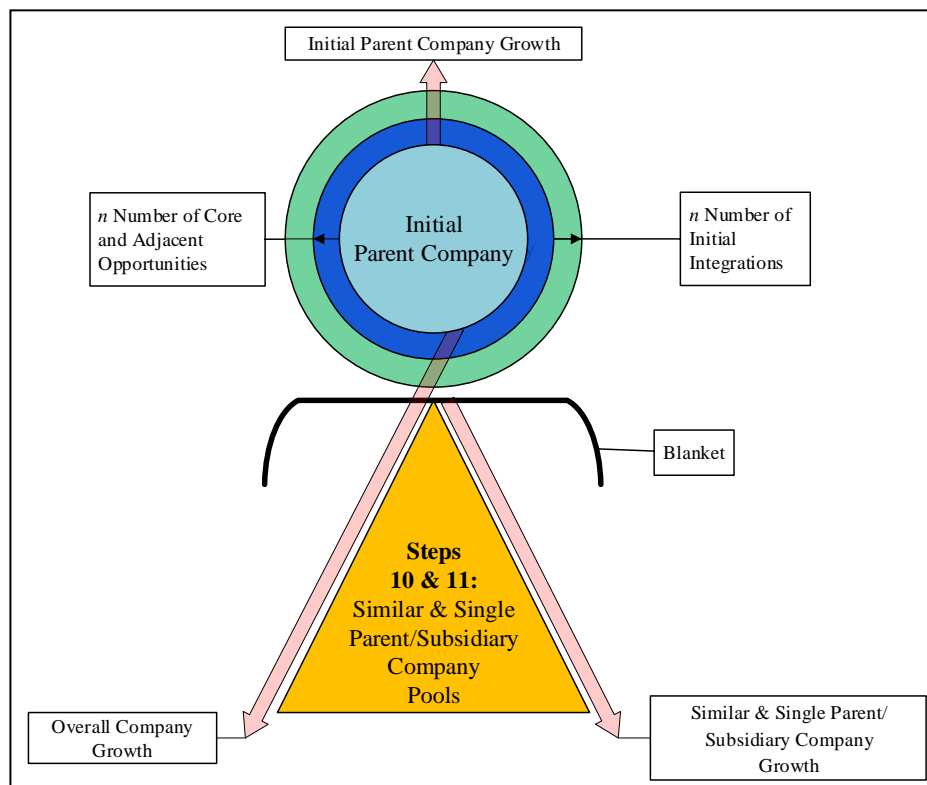 Initial Parent Company Growth
n Number of Core
and Adjacent
Opportunities
Initial
Parent Company
n Number of
Initial
Integrations
Blanket
Steps
10 & 11:
Similar & Single
Parent/Subsidiary
Company
Pools
Overall Company
Growth
Similar & Single Parent/
Subsidiary Company
Growth